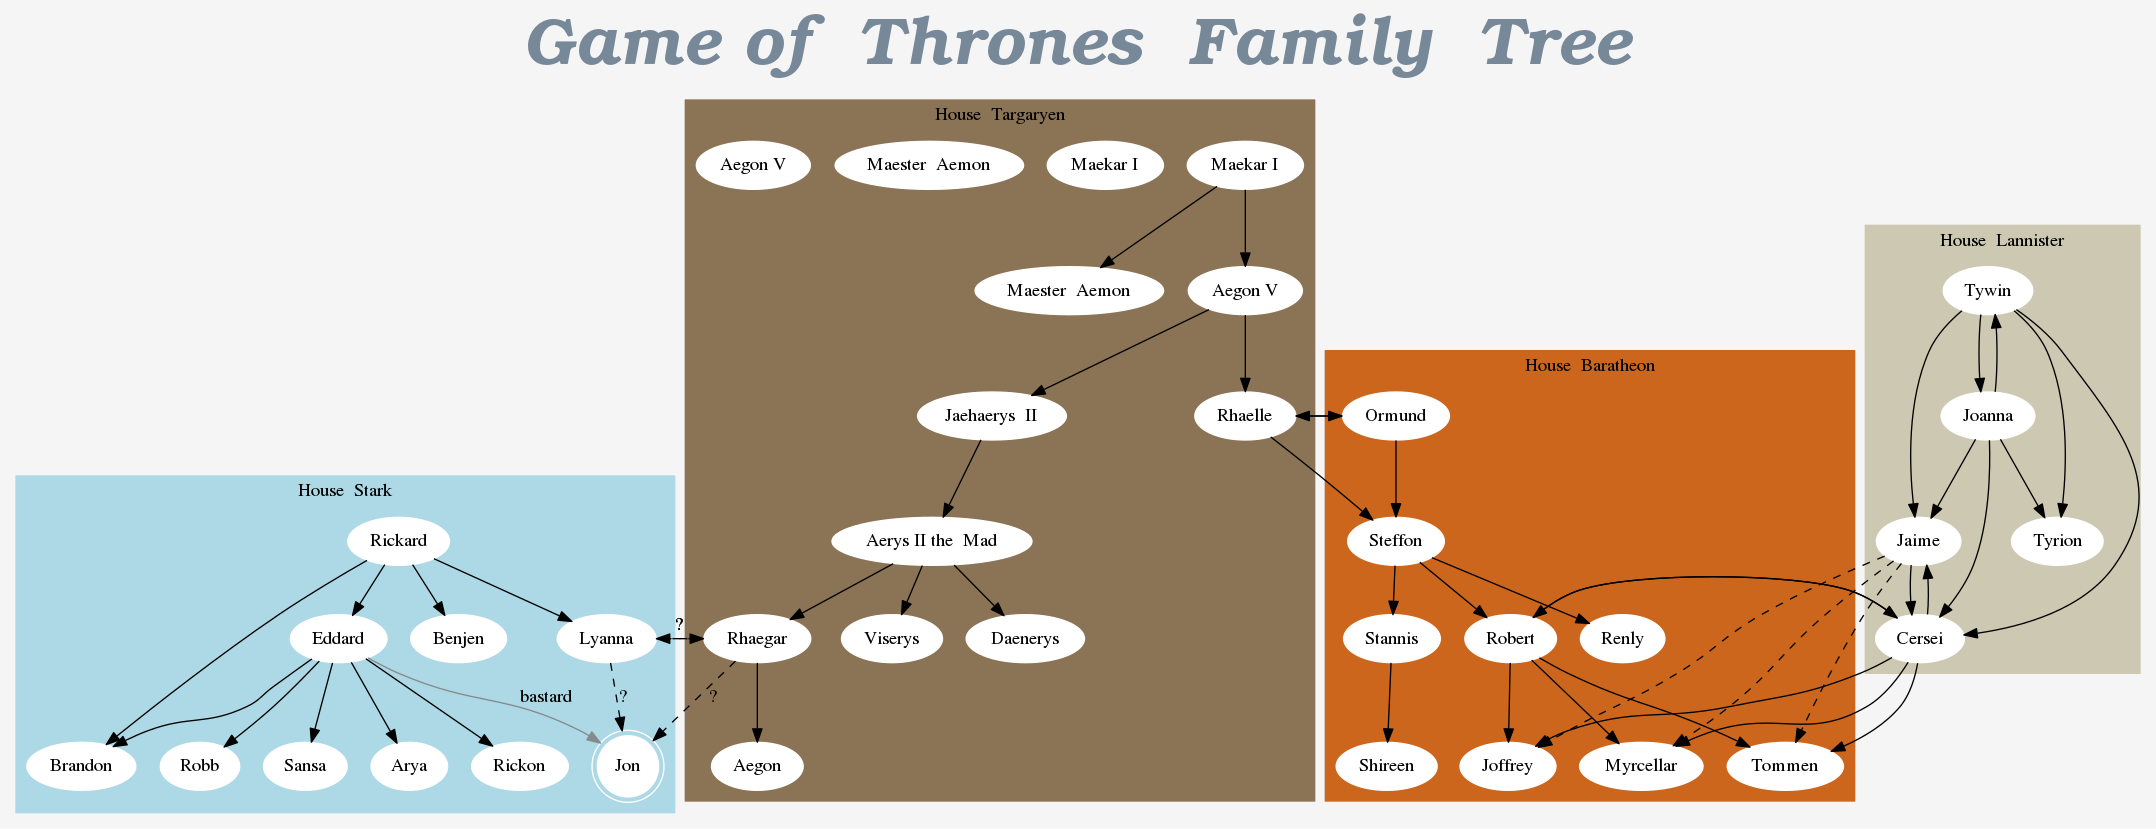 Game of Thrones Family Tree
House Targaryen
Aegon V
Maester Aemon
Maekar I
Maekar I
House Lannister
Maester Aemon
Aegon V
Tywin
House Baratheon
Jaehaerys II
Rhaelle
Ormund
Joanna
House Stark
Rickard
Aerys II the Mad
Steffon
Jaime
Tyrion
Eddard
Benjen
Lyanna
?
Rhaegar
Viserys
Daenerys
Stannis
Robert
Renly
Cersei
bastard
?
?
Brandon
Robb
Sansa
Arya
Rickon
Jon
Aegon
Shireen
Joffrey
Myrcellar
Tommen